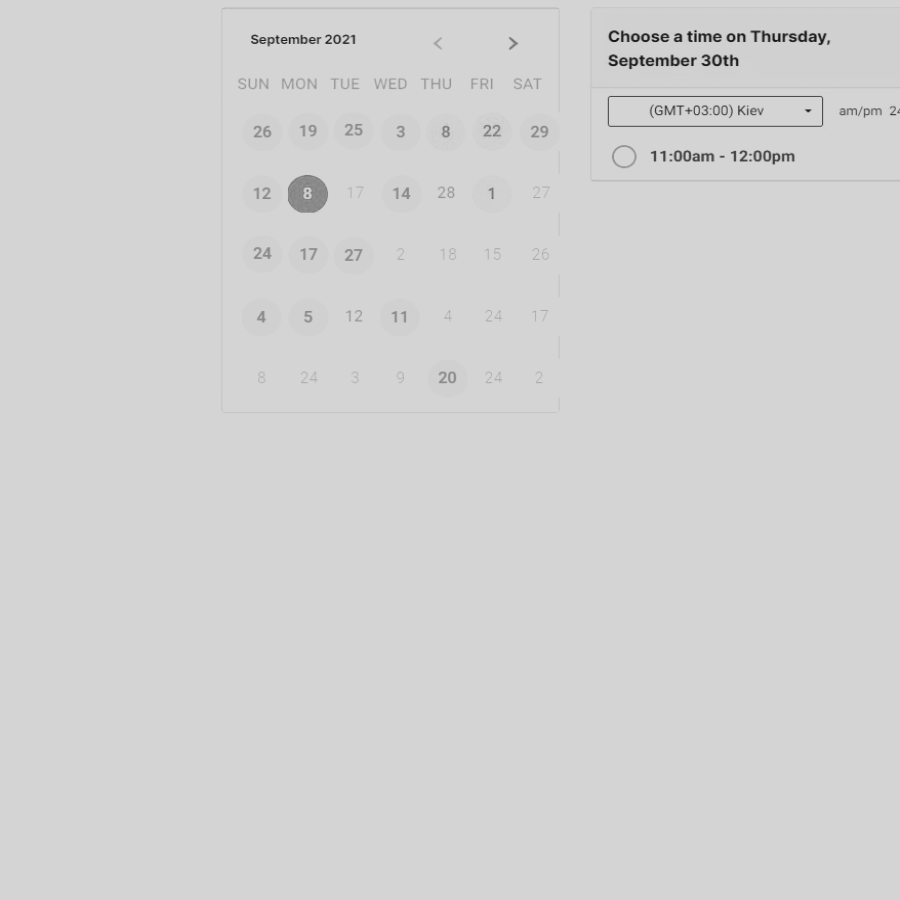 September 2021
SUN MON TUE WED THU FRI SAT
26 19 25 3 8 22 29
12 8 17 14 28 1 27
24 17 27 2 18 15 26
4 5 12 11 4 24 17
8 24 3 9 20 24 2
Choose a time on Thursday,
September 30th
(GMT+03:00) Kiev
am/pm 24
11:00am - 12:00pm